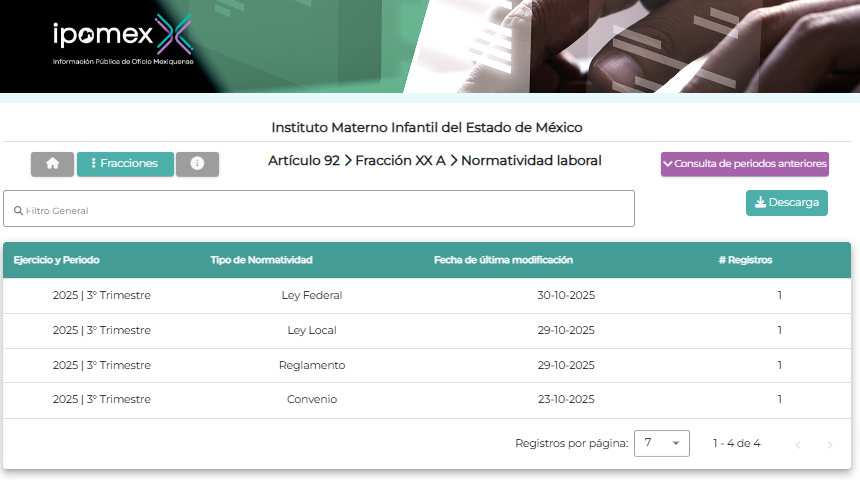 ipomex
Información Pública de Oficio Mexiquense
Instituto Materno Infantil del Estado de México
Fracciones
Artículo 92 > Fracción XX A > Normatividad laboral
Consulta de periodos anteriores
Filtro General
Descarga
Ejercicio y Periodo Tipo de Normatividad Fecha de última modificación # Registros
2025 | 3° Trimestre Ley Federal 30-10-2025 1
2025 | 3° Trimestre Ley Local 29-10-2025 1
2025 | 3° Trimestre Reglamento 29-10-2025 1
2025 | 3° Trimestre Convenio 23-10-2025 1
Registros por página: 7 1 - 4 de 4